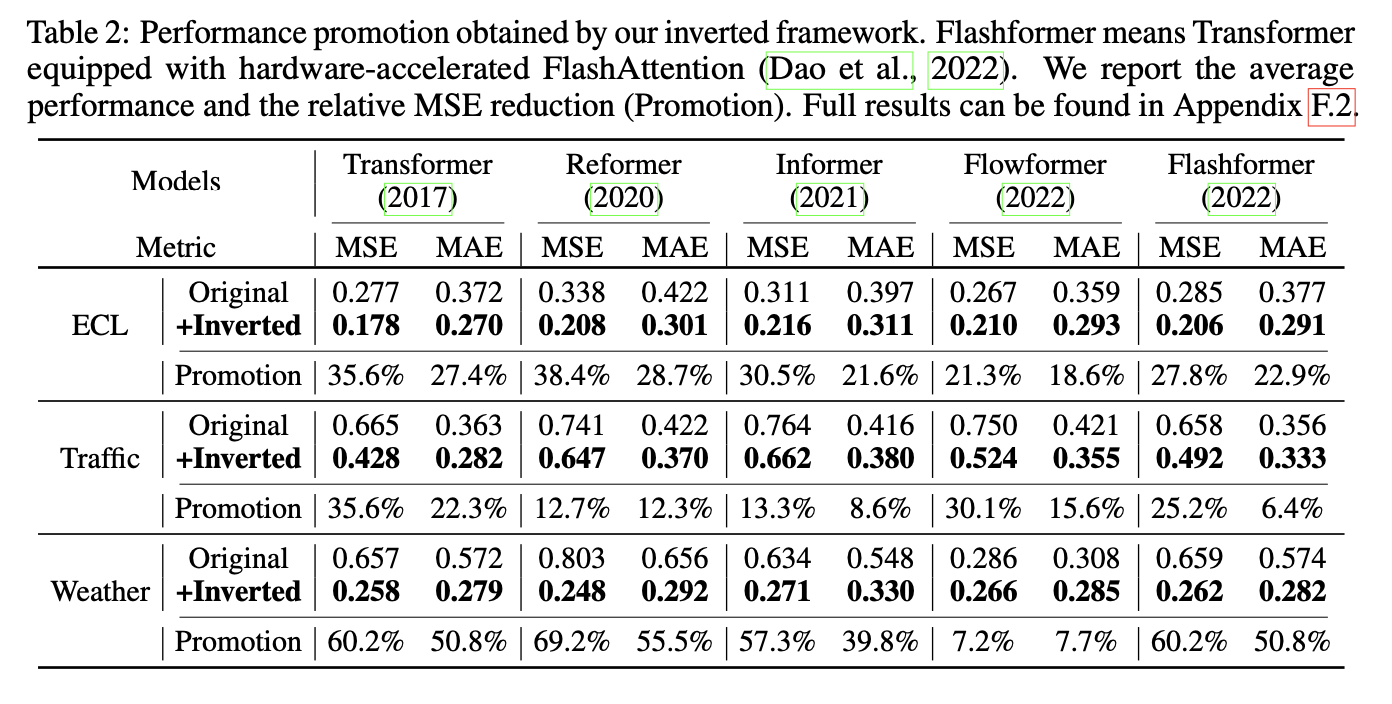 Table 2: Performance promotion obtained by our inverted framework. Flashformer means Transformer
equipped with hardware-accelerated FlashAttention (Dao et al., 2022). We report the average
performance and the relative MSE reduction (Promotion). Full results can be found in Appendix F.2.
Models Transformer (2017) Reformer (2020) Informer (2021) Flowformer (2022) Flashformer (2022)
Metric MSE MAE MSE MAE MSE MAE MSE MAE MSE MAE
ECL Original 0.277 0.372 0.338 0.422 0.311 0.397 0.267 0.359 0.285 0.377
+Inverted 0.178 0.270 0.208 0.301 0.216 0.311 0.210 0.293 0.206 0.291
Promotion 35.6% 27.4% 38.4% 28.7% 30.5% 21.6% 21.3% 18.6% 27.8% 22.9%
Traffic Original 0.665 0.363 0.741 0.422 0.764 0.416 0.750 0.421 0.658 0.356
+Inverted 0.428 0.282 0.647 0.370 0.662 0.380 0.524 0.355 0.492 0.333
Promotion 35.6% 22.3% 12.7% 12.3% 13.3% 8.6% 30.1% 15.6% 25.2% 6.4%
Weather Original 0.657 0.572 0.803 0.656 0.634 0.548 0.286 0.308 0.659 0.574
+Inverted 0.258 0.279 0.248 0.292 0.271 0.330 0.266 0.285 0.262 0.282
Promotion 60.2% 50.8% 69.2% 55.5% 57.3% 39.8% 7.2% 7.7% 60.2% 50.8%